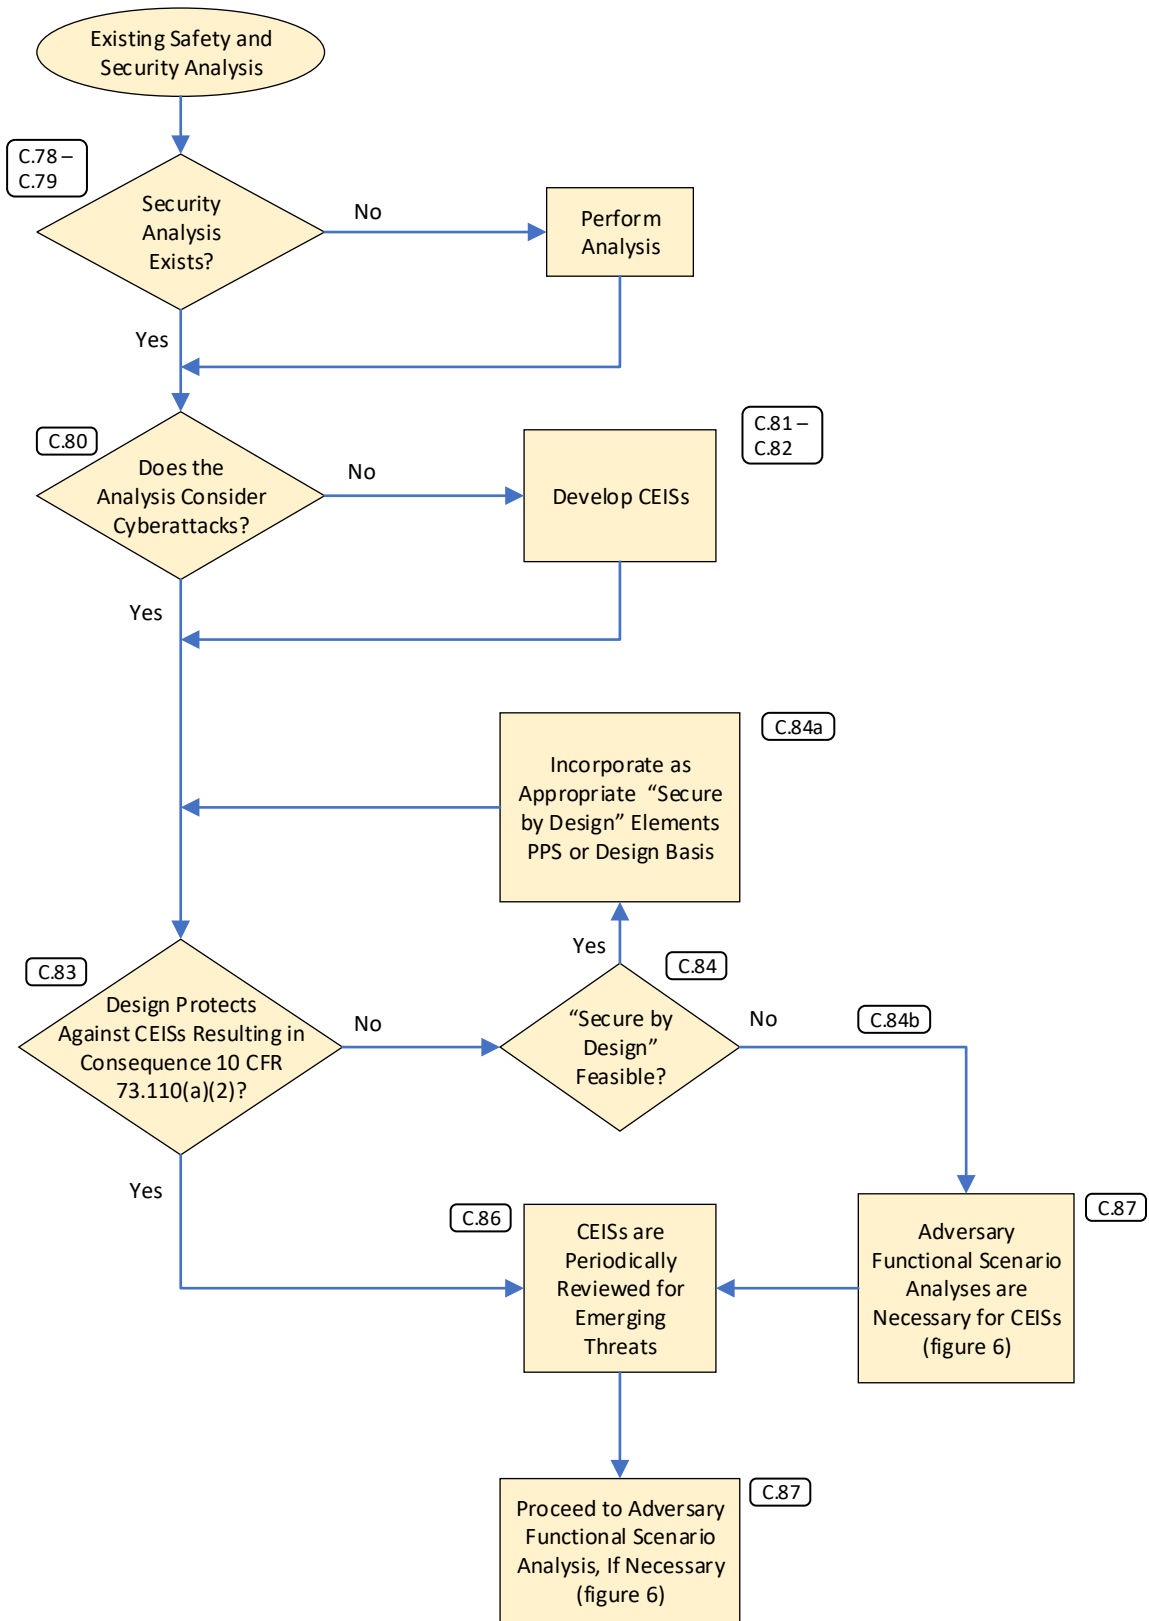 Existing Safety and
Security Analysis
C.78 –
C.79
Security
Analysis
Exists?
No
Perform
Analysis
Yes
C.80
Does the
Analysis Consider
Cyberattacks?
No
Develop CEISs
C.81 –
C.82
Yes
C.84a
Incorporate as
Appropriate “Secure
by Design” Elements
PPS or Design Basis
Yes
C.84
C.83
Design Protects
Against CEISs Resulting in
Consequence 10 CFR
73.110(a)(2)?
No
“Secure by
Design”
Feasible?
No
C.84b
Yes
C.86
CEISs are
Periodically
Reviewed for
Emerging
Threats
C.87
Adversary
Functional Scenario
Analyses are
Necessary for CEISs
(figure 6)
C.87
Proceed to Adversary
Functional Scenario
Analysis, If Necessary
(figure 6)